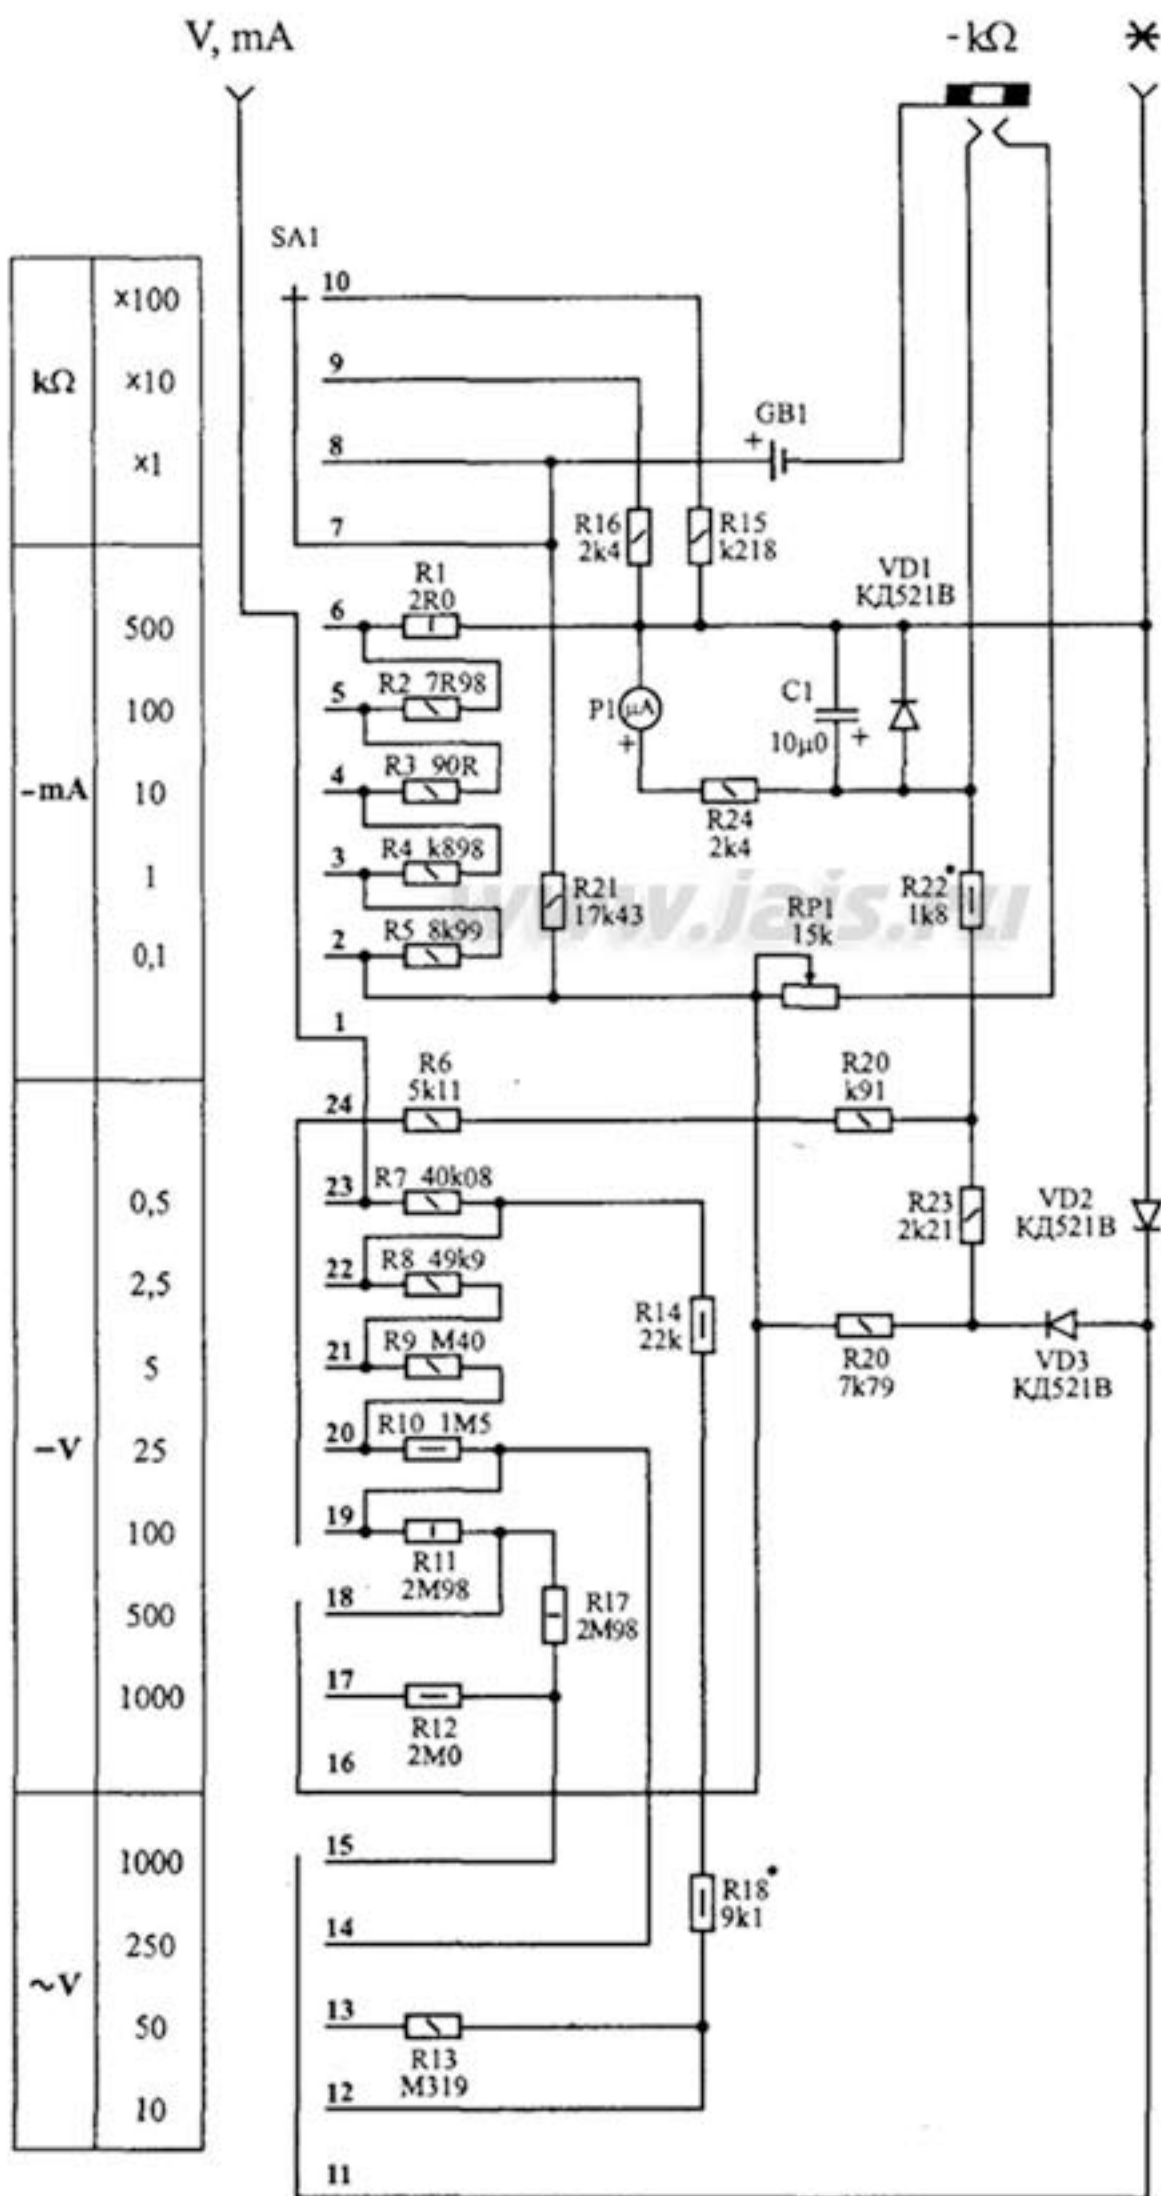 V, mA
-kΩ
*
SA1
10
×100
9
kΩ
×10
GB1
+
8
×1
7
R16
2k4
R15
k218
R1
2R0
VD1
КД521В
6
500
5
R2 7R98
100
P1
μA
+
C1
10μ0
+
4
R3 90R
-mA
10
R24
2k4
3
R4 k898
1
www.jais.ru
R21
17k43
RP1
15k
R22*
1k8
2
R5 8k99
0,1
1
R6
5k11
R20
k91
24
23
R7 40k08
0,5
R23
2k21
VD2
КД521В
22
R8 49k9
2,5
R14
22k
21
R9 M40
5
R20
7k79
VD3
КД521В
20
R10 1M5
–V
25
19
100
R11
2M98
18
500
R17
2M98
17
1000
R12
2M0
16
15
1000
R18*
9k1
14
250
~V
13
50
R13
M319
12
10
11